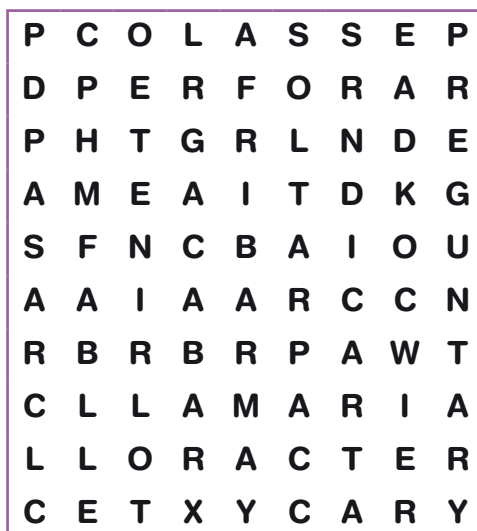 P C O L A S S E P
D P E R F O R A R
P H T G R L N D E
A M E A I T D K G
S F N C B A I O U
A A I A A R C C N
R B R B R P A W T
C L L A M A R I A
L L O R A C T E R
C E T X Y C A R Y